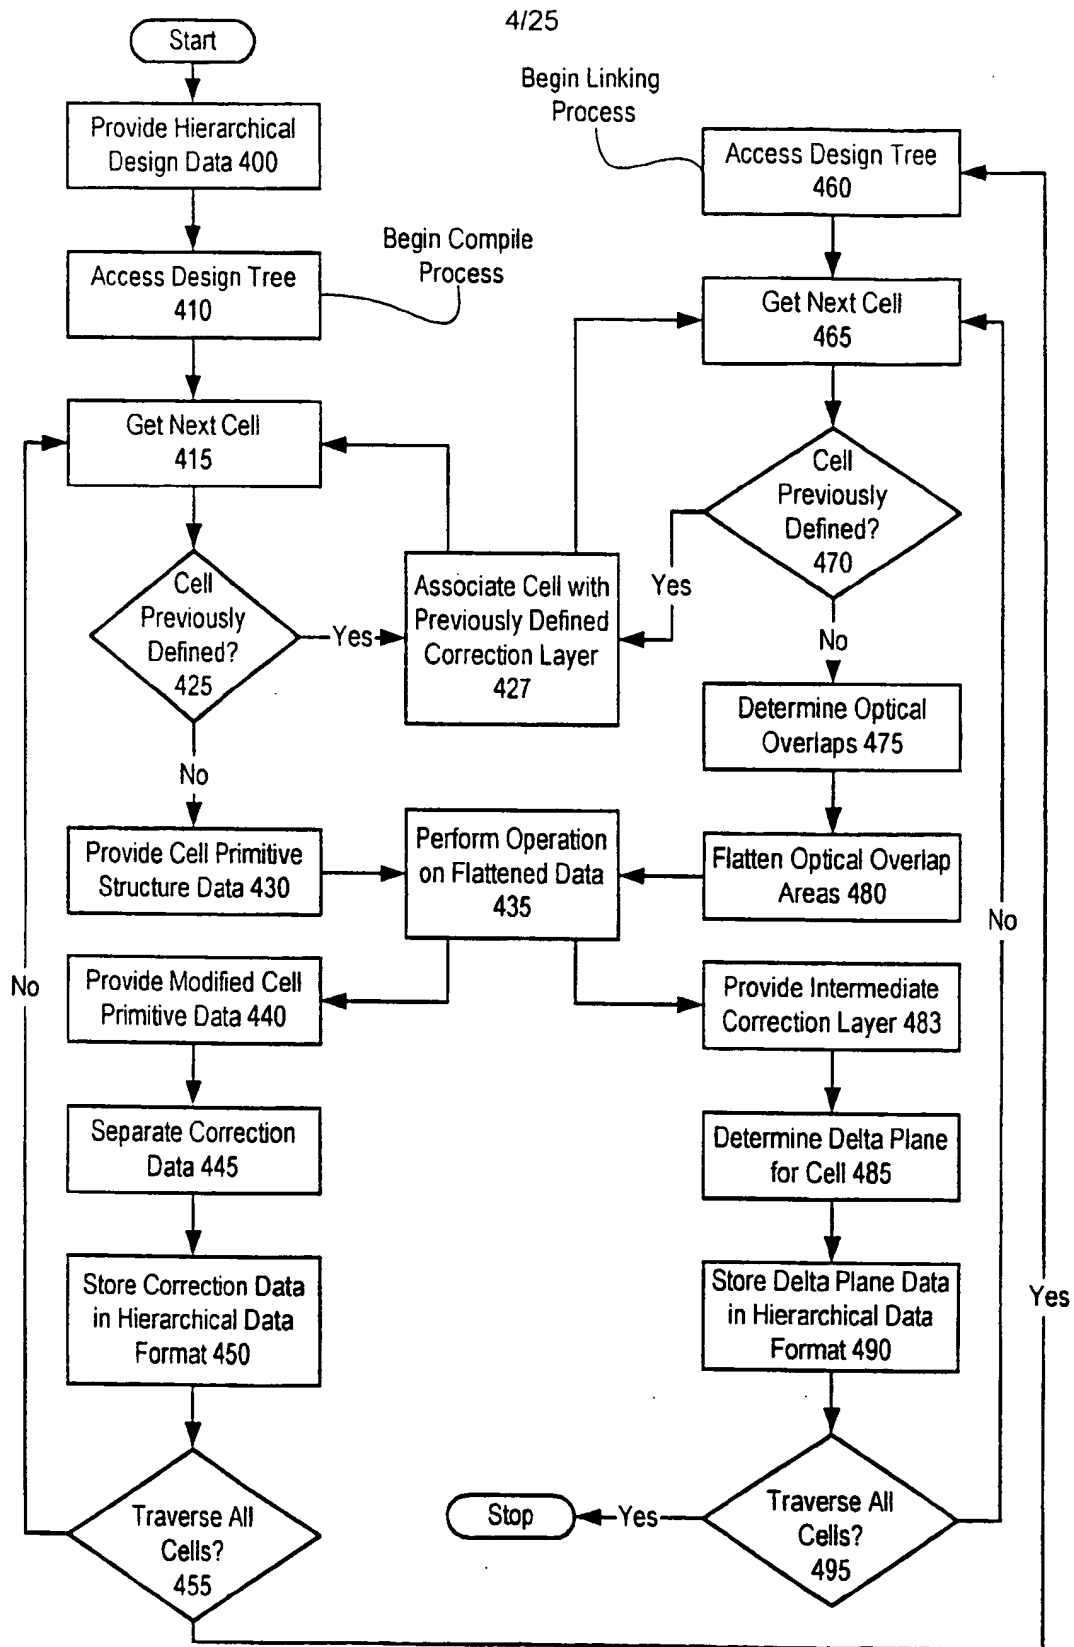 4/25
Start
Provide Hierarchical
Design Data 400
Begin Compile
Process
Access Design Tree
410
Get Next Cell
415
Cell
Previously
Defined?
425
Yes
Associate Cell with
Previously Defined
Correction Layer
427
No
Provide Cell Primitive
Structure Data 430
Perform Operation
on Flattened Data
435
Provide Modified Cell
Primitive Data 440
Separate Correction
Data 445
Store Correction Data
in Hierarchical Data
Format 450
Traverse All
Cells?
455
No
Begin Linking
Process
Access Design Tree
460
Get Next Cell
465
Cell
Previously
Defined?
470
Yes
No
Determine Optical
Overlaps 475
Flatten Optical Overlap
Areas 480
Provide Intermediate
Correction Layer 483
Determine Delta Plane
for Cell 485
Store Delta Plane Data
in Hierarchical Data
Format 490
Traverse All
Cells?
495
Yes
Stop
No
Yes